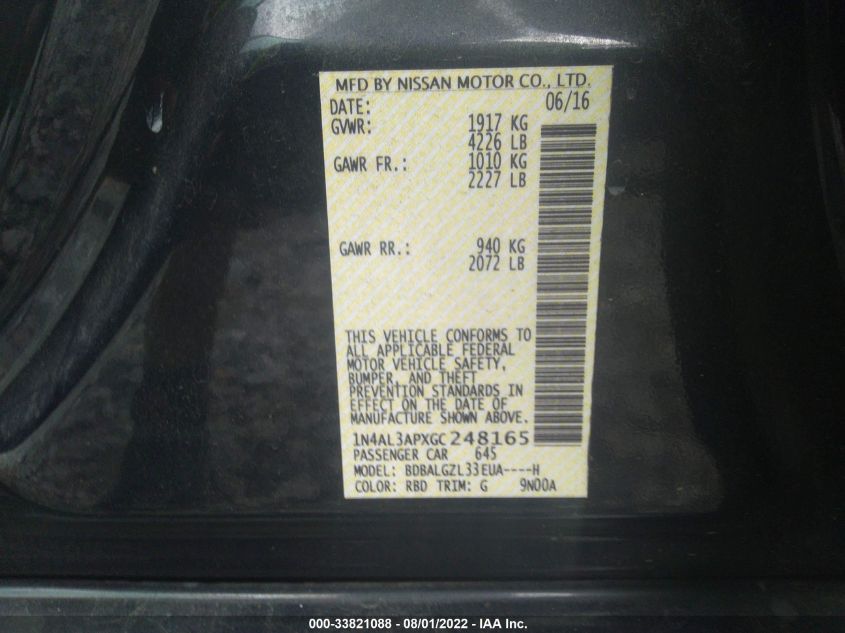 MFD BY NISSAN MOTOR CO., LTD.
DATE: 06/16
GVWR: 1917 KG
4226 LB
GAWR FR.: 1010 KG
2227 LB
GAWR RR.: 940 KG
2072 LB
THIS VEHICLE CONFORMS TO
ALL APPLICABLE FEDERAL
MOTOR VEHICLE SAFETY,
BUMPER, AND THEFT
PREVENTION STANDARDS IN
EFFECT ON THE DATE OF
MANUFACTURE SHOWN ABOVE.
1N4AL3APXGC248165
PASSENGER CAR 645
MODEL: BDBALGZL33EUA----H
COLOR: RBD TRIM: G 9N00A
000-33821088 - 08/01/2022 - IAA Inc.